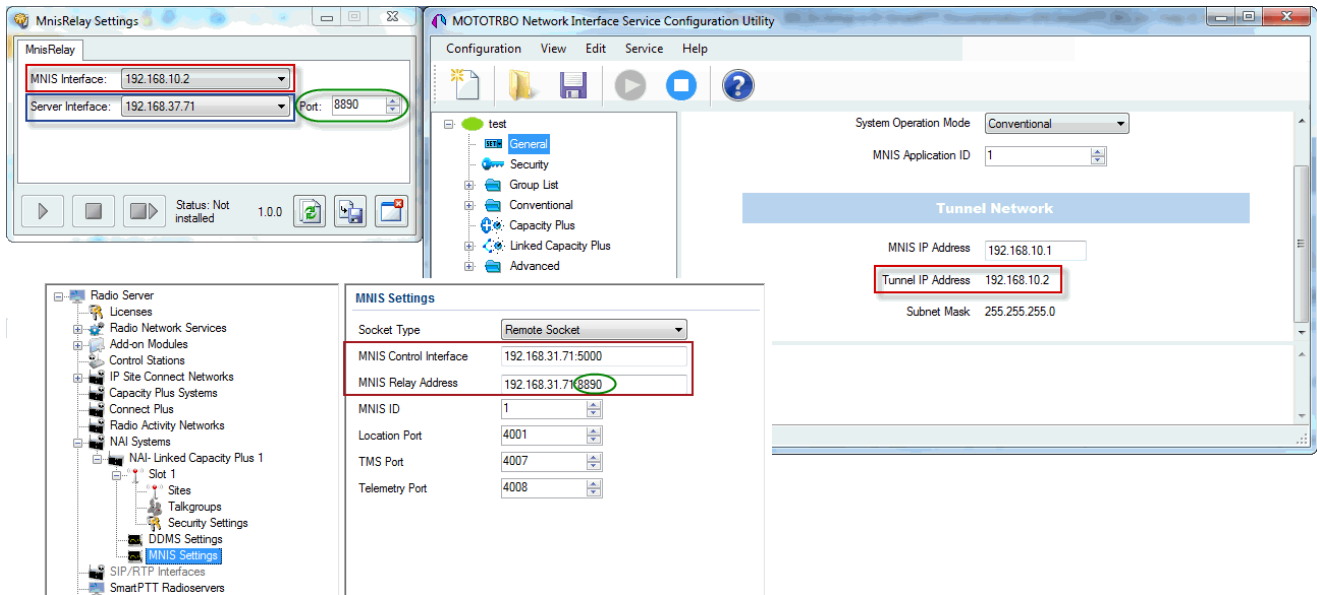 MnisRelay Settings
MnisRelay
MNIS Interface: 192.168.10.2
Server Interface: 192.168.37.71 Port: 8890
Status: Not installed 1.0.0
MOTOTRBO Network Interface Service Configuration Utility
Configuration View Edit Service Help
test
General
Security
Group List
Conventional
Capacity Plus
Linked Capacity Plus
Advanced
System Operation Mode Conventional
MNIS Application ID 1
Tunnel Network
MNIS IP Address 192.168.10.1
Tunnel IP Address 192.168.10.2
Subnet Mask 255.255.255.0
Radio Server
Licenses
Radio Network Services
Add-on Modules
Control Stations
IP Site Connect Networks
Capacity Plus Systems
Connect Plus
Radio Activity Networks
NAI Systems
NAI- Linked Capacity Plus 1
Slot 1
Sites
Talkgroups
Security Settings
DDMS Settings
MNIS Settings
SIP/RTP Interfaces
SmartPTT Radioservers
MNIS Settings
Socket Type Remote Socket
MNIS Control Interface 192.168.31.71:5000
MNIS Relay Address 192.168.31.71:8890
MNIS ID 1
Location Port 4001
TMS Port 4007
Telemetry Port 4008